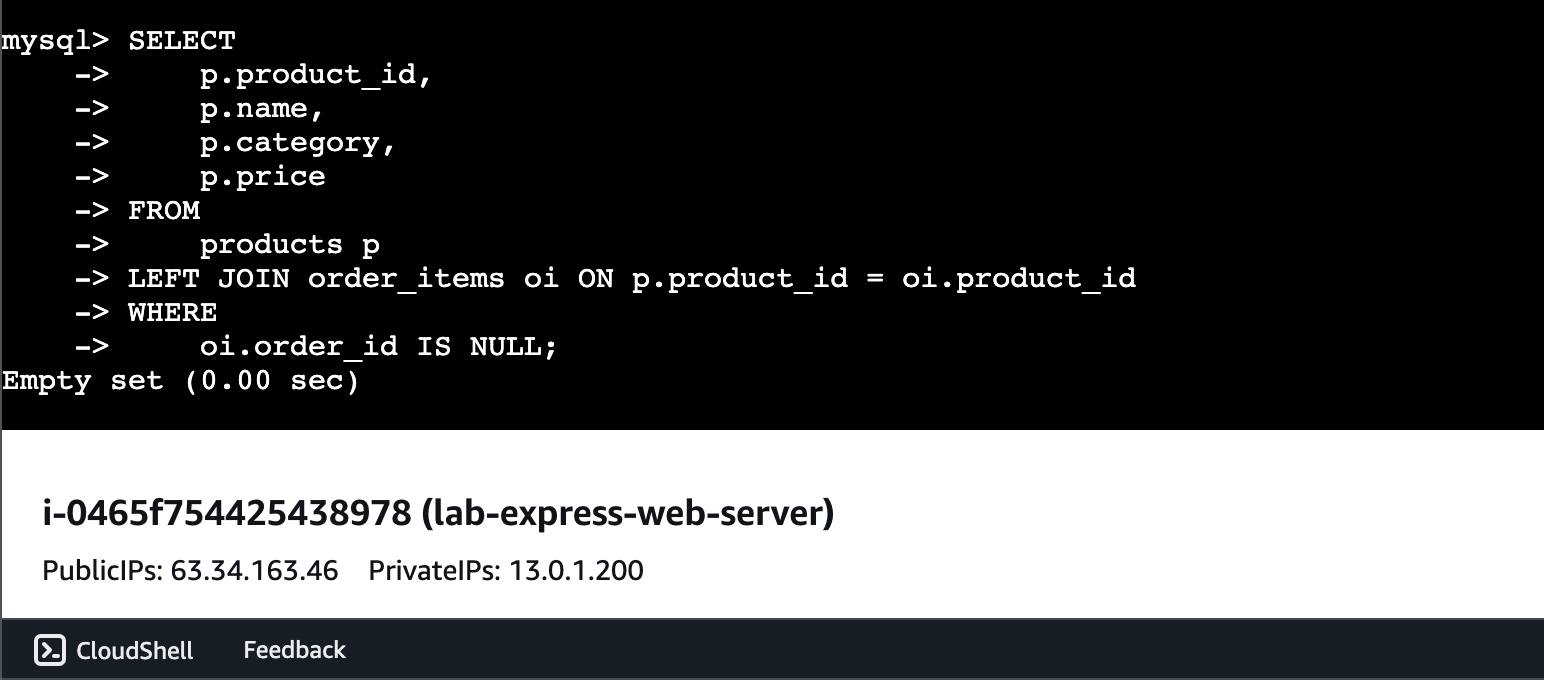 mysql> SELECT
    ->     p.product_id,
    ->     p.name,
    ->     p.category,
    ->     p.price
    -> FROM
    ->     products p
    -> LEFT JOIN order_items oi ON p.product_id = oi.product_id
    -> WHERE
    ->     oi.order_id IS NULL;
Empty set (0.00 sec)
i-0465f754425438978 (lab-express-web-server)
PublicIPs: 63.34.163.46 PrivateIPs: 13.0.1.200
CloudShell Feedback